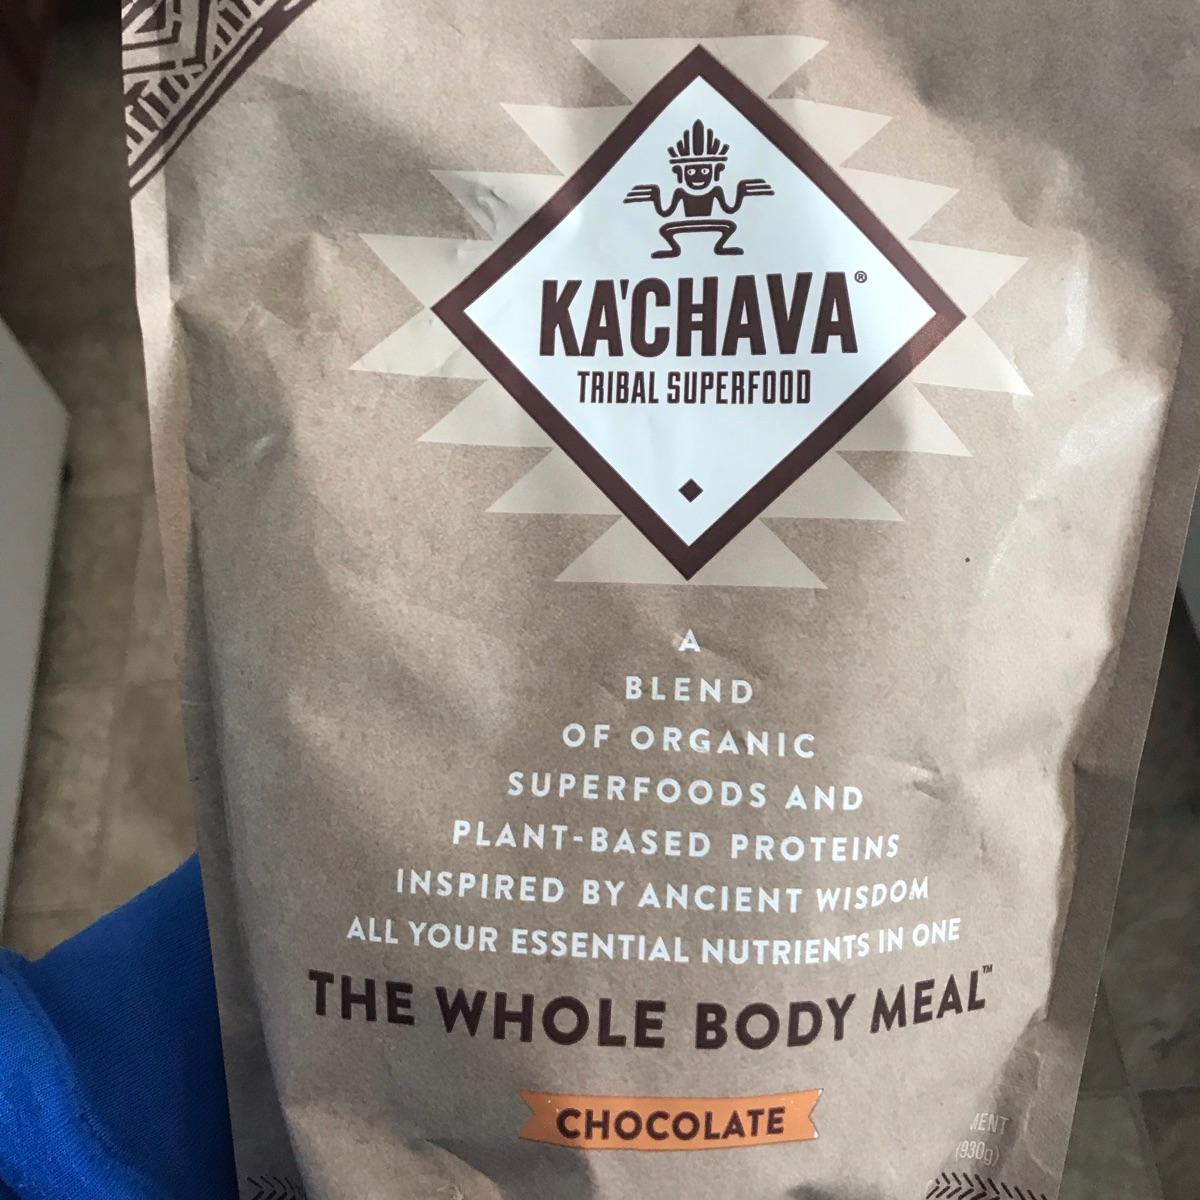 KA'CHAVA®
TRIBAL SUPERFOOD
A
BLEND
OF ORGANIC
SUPERFOODS AND
PLANT-BASED PROTEINS
INSPIRED BY ANCIENT WISDOM
ALL YOUR ESSENTIAL NUTRIENTS IN ONE
THE WHOLE BODY MEAL™
CHOCOLATE
(930g)